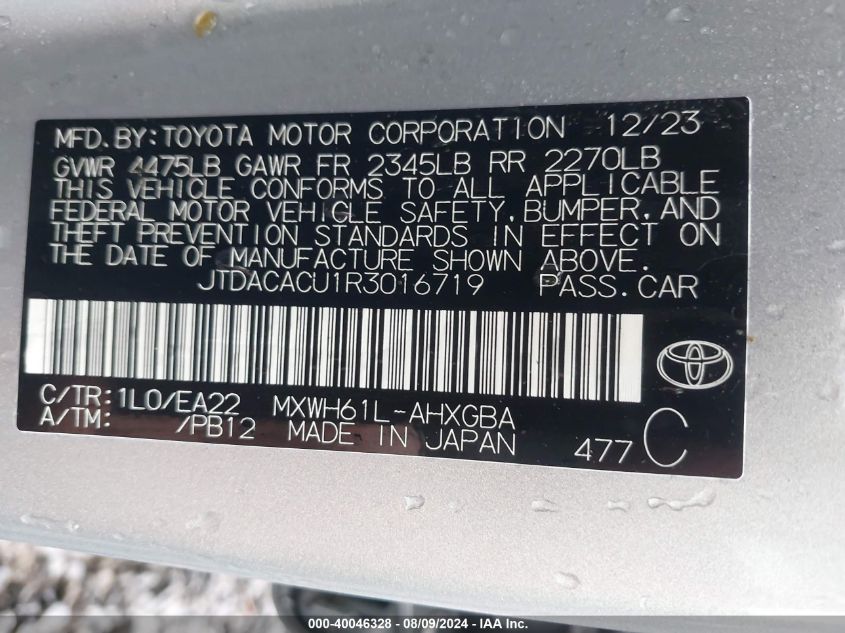 MFD. BY: TOYOTA MOTOR CORPORATION 12/23
GVWR 4475LB GAWR FR 2345LB RR 2270LB
THIS VEHICLE CONFORMS TO ALL APPLICABLE
FEDERAL MOTOR VEHICLE SAFETY, BUMPER, AND
THEFT PREVENTION STANDARDS IN EFFECT ON
THE DATE OF MANUFACTURE SHOWN ABOVE.
JTDACACU1R3016719 PASS. CAR
C/TR: 1L0/EA22 MXWH61L-AHXGBA
A/TM: /PB12 MADE IN JAPAN 477 C
000-40046328 - 08/09/2024 - IAA Inc.